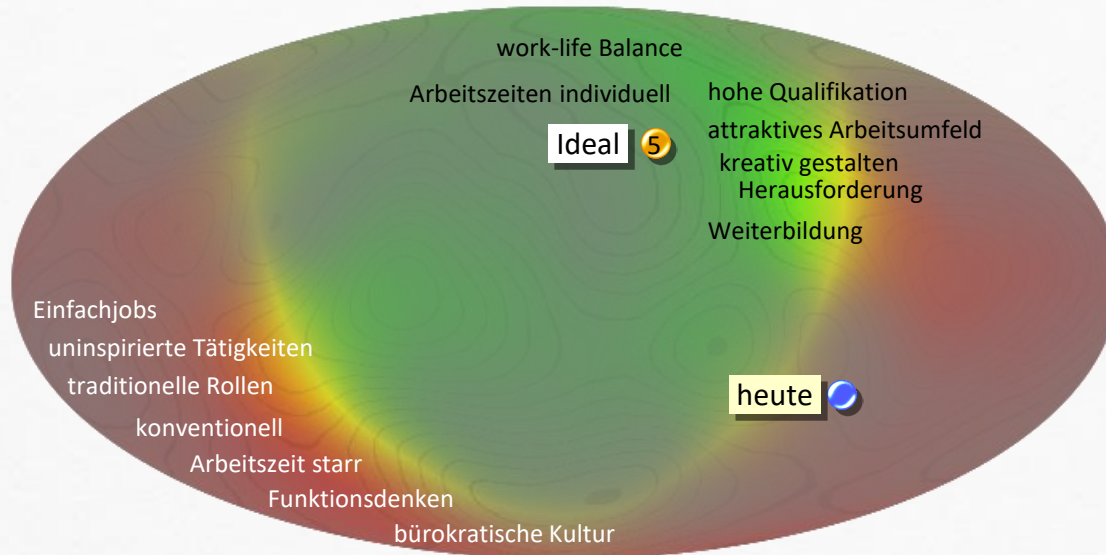 work-life Balance
Arbeitszeiten individuell
hohe Qualifikation
attraktives Arbeitsumfeld
Ideal 5
kreativ gestalten
Herausforderung
Weiterbildung
Einfachjobs
uninspirierte Tätigkeiten
traditionelle Rollen
heute
konventionell
Arbeitszeit starr
Funktionsdenken
bürokratische Kultur